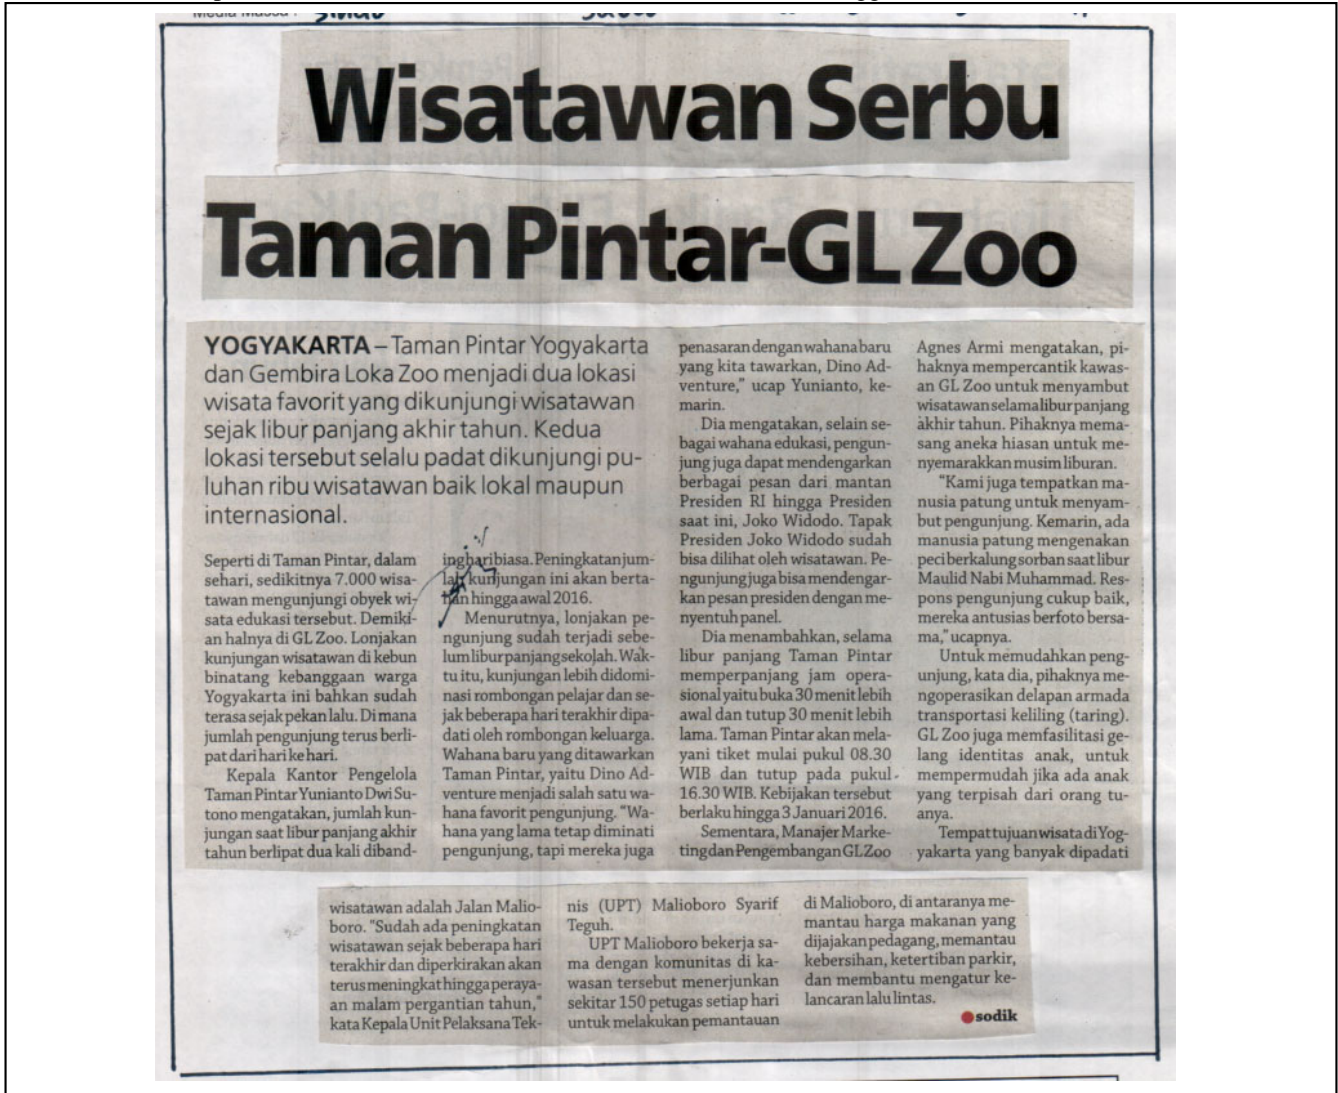 Wisatawan Serbu
Taman Pintar-GL Zoo
YOGYAKARTA – Taman Pintar Yogyakarta
dan Gembira Loka Zoo menjadi dua lokasi
wisata favorit yang dikunjungi wisatawan
sejak libur panjang akhir tahun. Kedua
lokasi tersebut selalu padat dikunjungi pu-
luhan ribu wisatawan baik lokal maupun
internasional.
Seperti di Taman Pintar, dalam
sehari, sedikitnya 7.000 wisa-
tawan mengunjungi obyek wi-
sata edukasi tersebut. Demiki-
an halnya di GL Zoo. Lonjakan
kunjungan wisatawan di kebun
binatang kebanggaan warga
Yogyakarta ini bahkan sudah
terasa sejak pekan lalu. Di mana
jumlah pengunjung terus berli-
pat dari hari ke hari.
Kepala Kantor Pengelola
Taman Pintar Yunianto Dwi Su-
tono mengatakan, jumlah kun-
jungan saat libur panjang akhir
tahun berlipat dua kali diband-
ing hari biasa. Peningkatan jum-
lah kunjungan ini akan berta-
han hingga awal 2016.
Menurutnya, lonjakan pe-
ngunjung sudah terjadi sebe-
lum libur panjang sekolah. Wak-
tu itu, kunjungan lebih didomi-
nasi rombongan pelajar dan se-
jak beberapa hari terakhir dipa-
dati oleh rombongan keluarga.
Wahana baru yang ditawarkan
Taman Pintar, yaitu Dino Ad-
venture menjadi salah satu wa-
hana favorit pengunjung. “Wa-
hana yang lama tetap diminati
pengunjung, tapi mereka juga
penasaran dengan wahana baru
yang kita tawarkan, Dino Ad-
venture,” ucap Yunianto, ke-
marin.
Dia mengatakan, selain se-
bagai wahana edukasi, pengun-
jung juga dapat mendengarkan
berbagai pesan dari mantan
Presiden RI hingga Presiden
saat ini, Joko Widodo. Tapak
Presiden Joko Widodo sudah
bisa dilihat oleh wisatawan. Pe-
ngunjung juga bisa mendengar-
kan pesan presiden dengan me-
nyentuh panel.
Dia menambahkan, selama
libur panjang Taman Pintar
memperpanjang jam opera-
sional yaitu buka 30 menit lebih
awal dan tutup 30 menit lebih
lama. Taman Pintar akan mela-
yani tiket mulai pukul 08.30
WIB dan tutup pada pukul
16.30 WIB. Kebijakan tersebut
berlaku hingga 3 Januari 2016.
Sementara, Manajer Marke-
ting dan Pengembangan GL Zoo
Agnes Armi mengatakan, pi-
haknya mempercantik kawas-
an GL Zoo untuk menyambut
wisatawan selama libur panjang
akhir tahun. Pihaknya mema-
sang aneka hiasan untuk me-
nyemarakkan musim liburan.
“Kami juga tempatkan ma-
nusia patung untuk menyam-
but pengunjung. Kemarin, ada
manusia patung mengenakan
peci berkalung sorban saat libur
Maulid Nabi Muhammad. Res-
pons pengunjung cukup baik,
mereka antusias berfoto bersa-
ma,” ucapnya.
Untuk memudahkan peng-
unjung, kata dia, pihaknya me-
ngoperasikan delapan armada
transportasi keliling (taring).
GL Zoo juga memfasilitasi ge-
lang identitas anak, untuk
mempermudah jika ada anak
yang terpisah dari orang tu-
anya.
Tempat tujuan wisata di Yog-
yakarta yang banyak dipadati
wisatawan adalah Jalan Malio-
boro. “Sudah ada peningkatan
wisatawan sejak beberapa hari
terakhir dan diperkirakan akan
terus meningkat hingga peraya-
an malam pergantian tahun,”
kata Kepala Unit Pelaksana Tek-
nis (UPT) Malioboro Syarif
Teguh.
UPT Malioboro bekerja sa-
ma dengan komunitas di ka-
wasan tersebut menerjunkan
sekitar 150 petugas setiap hari
untuk melakukan pemantauan
di Malioboro, di antaranya me-
mantau harga makanan yang
dijajakan pedagang, memantau
kebersihan, ketertiban parkir,
dan membantu mengatur ke-
lancaran lalu lintas.
sodik